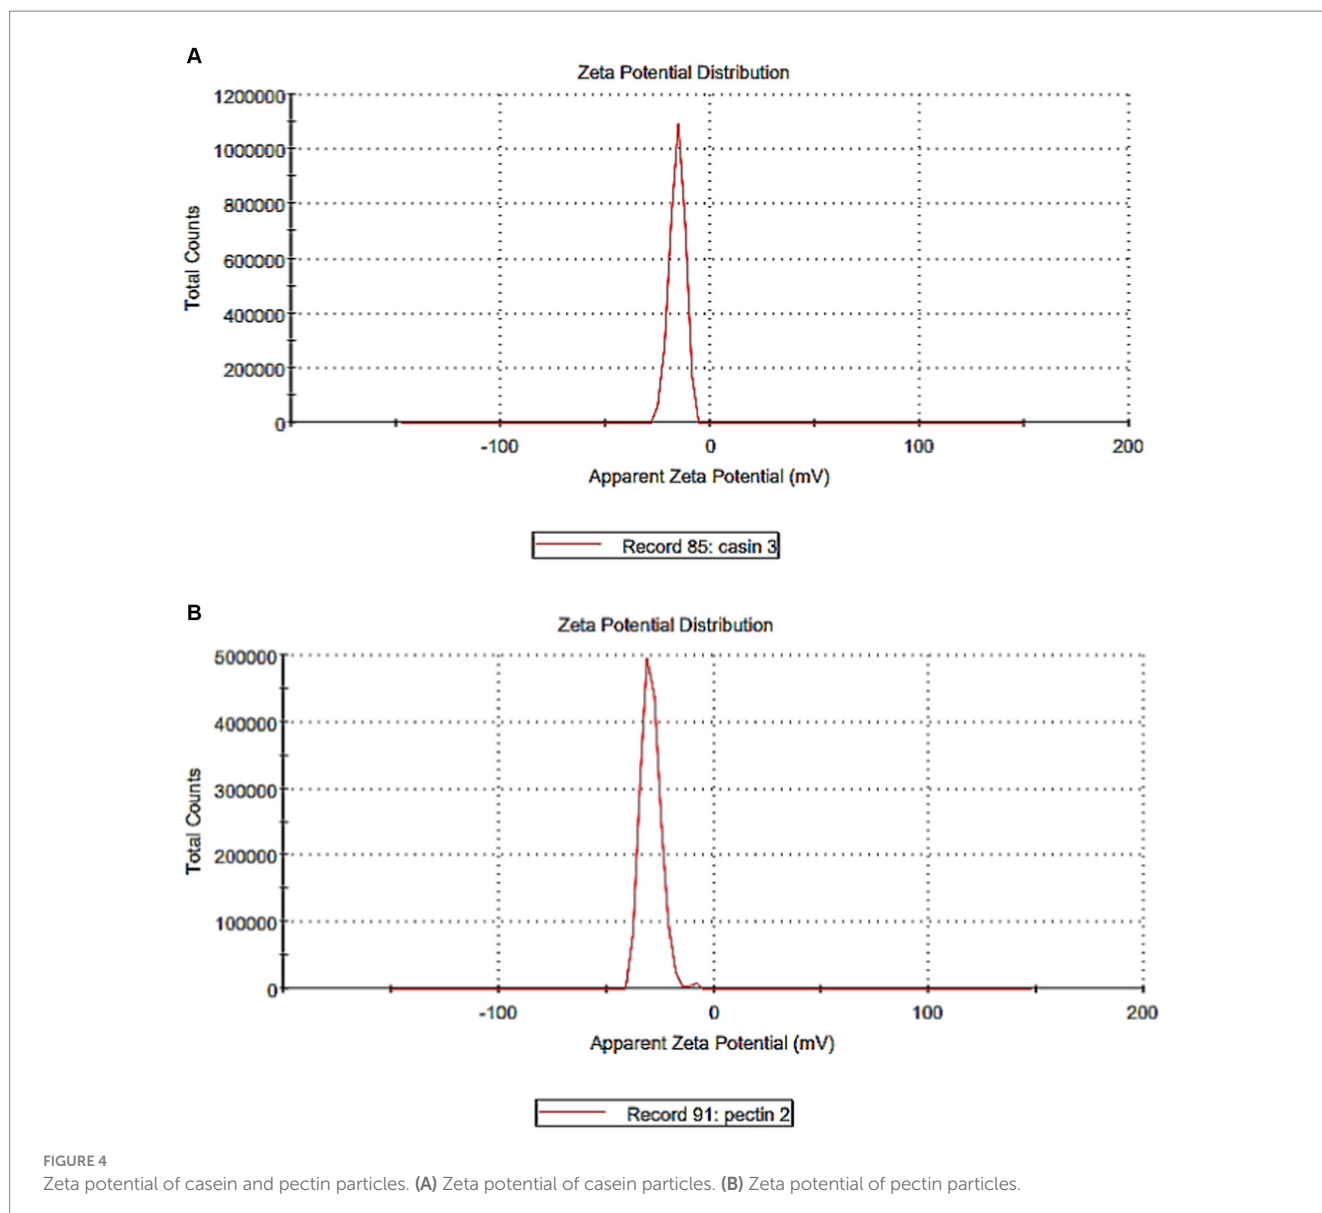 A
Zeta Potential Distribution
1200000
1000000
800000
600000
400000
200000
0
Total Counts
-100 0 100 200
Apparent Zeta Potential (mV)
Record 85: casin 3
B
Zeta Potential Distribution
500000
400000
300000
200000
100000
0
Total Counts
-100 0 100 200
Apparent Zeta Potential (mV)
Record 91: pectin 2
FIGURE 4
Zeta potential of casein and pectin particles. (A) Zeta potential of casein particles. (B) Zeta potential of pectin particles.